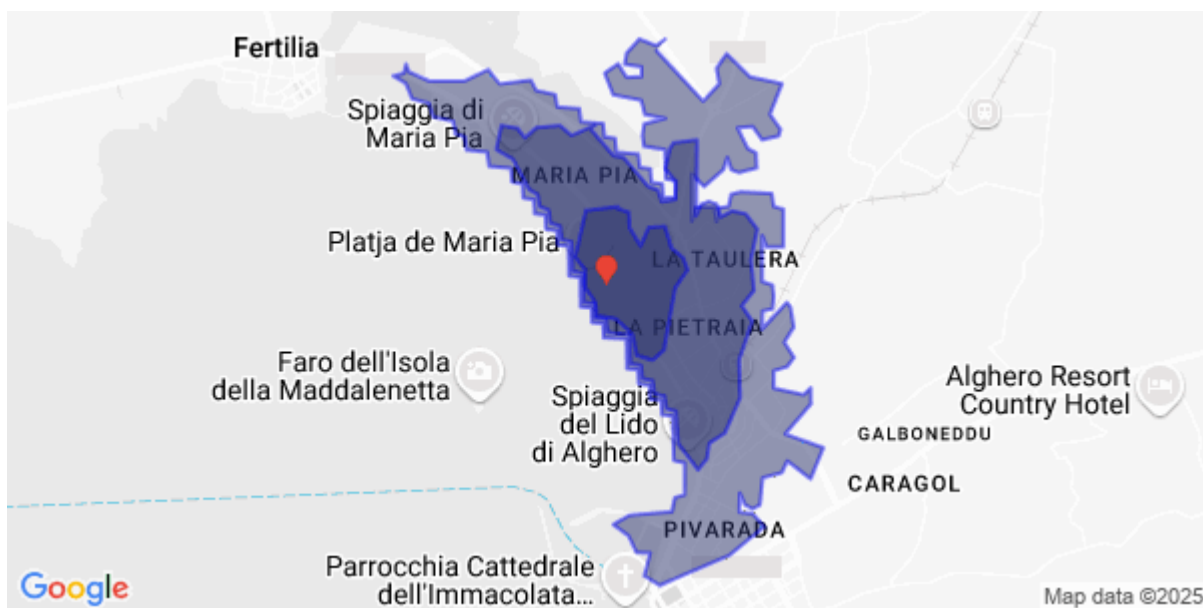 Fertilia
Spiaggia di
Maria Pia
MARIA PIA
Platja de Maria Pia
LA TAULERA
LA PIETRAIA
Faro dell'Isola
della Maddalenetta
Alghero Resort
Country Hotel
Spiaggia
del Lido
di Alghero
GALBONEDDU
CARAGOL
PIVARADA
Parrocchia Cattedrale
dell'Immacolata...
Google
Map data ©2025